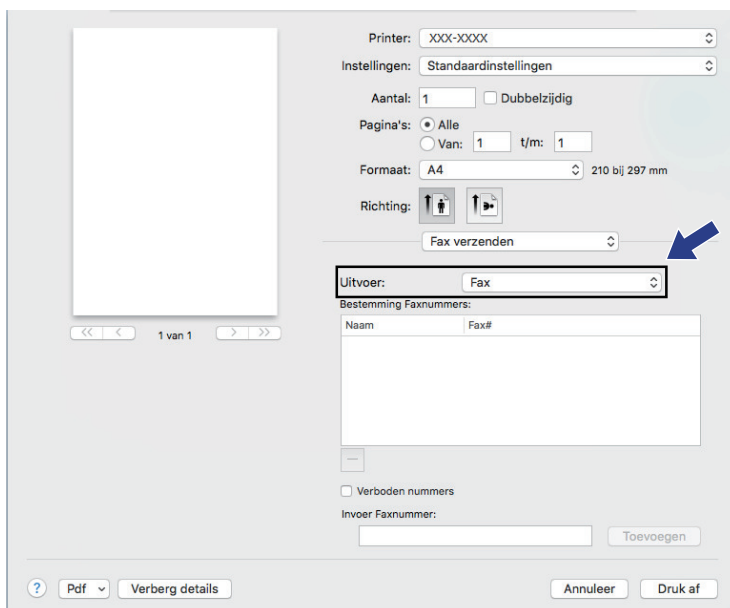 Printer: XXX-XXXX
Instellingen: Standaardinstellingen
Aantal: 1 Dubbelzijdig
Pagina's: Alle
Van: 1 t/m: 1
Formaat: A4 210 bij 297 mm
Richting:
Fax verzenden
Uitvoer: Fax
Bestemming Faxnummers:
Naam Fax#
<< < 1 van 1 > >>
Verboden nummers
Invoer Faxnummer:
Toevoegen
? Pdf Verberg details Annuleer Druk af